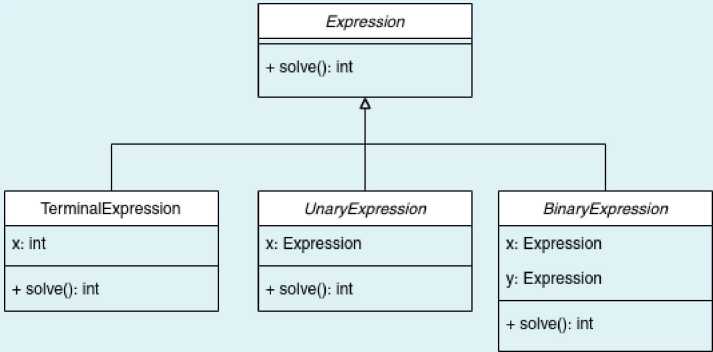 Expression
+ solve(): int
TerminalExpression
x: int
+ solve(): int
UnaryExpression
x: Expression
+ solve(): int
BinaryExpression
x: Expression
y: Expression
+ solve(): int